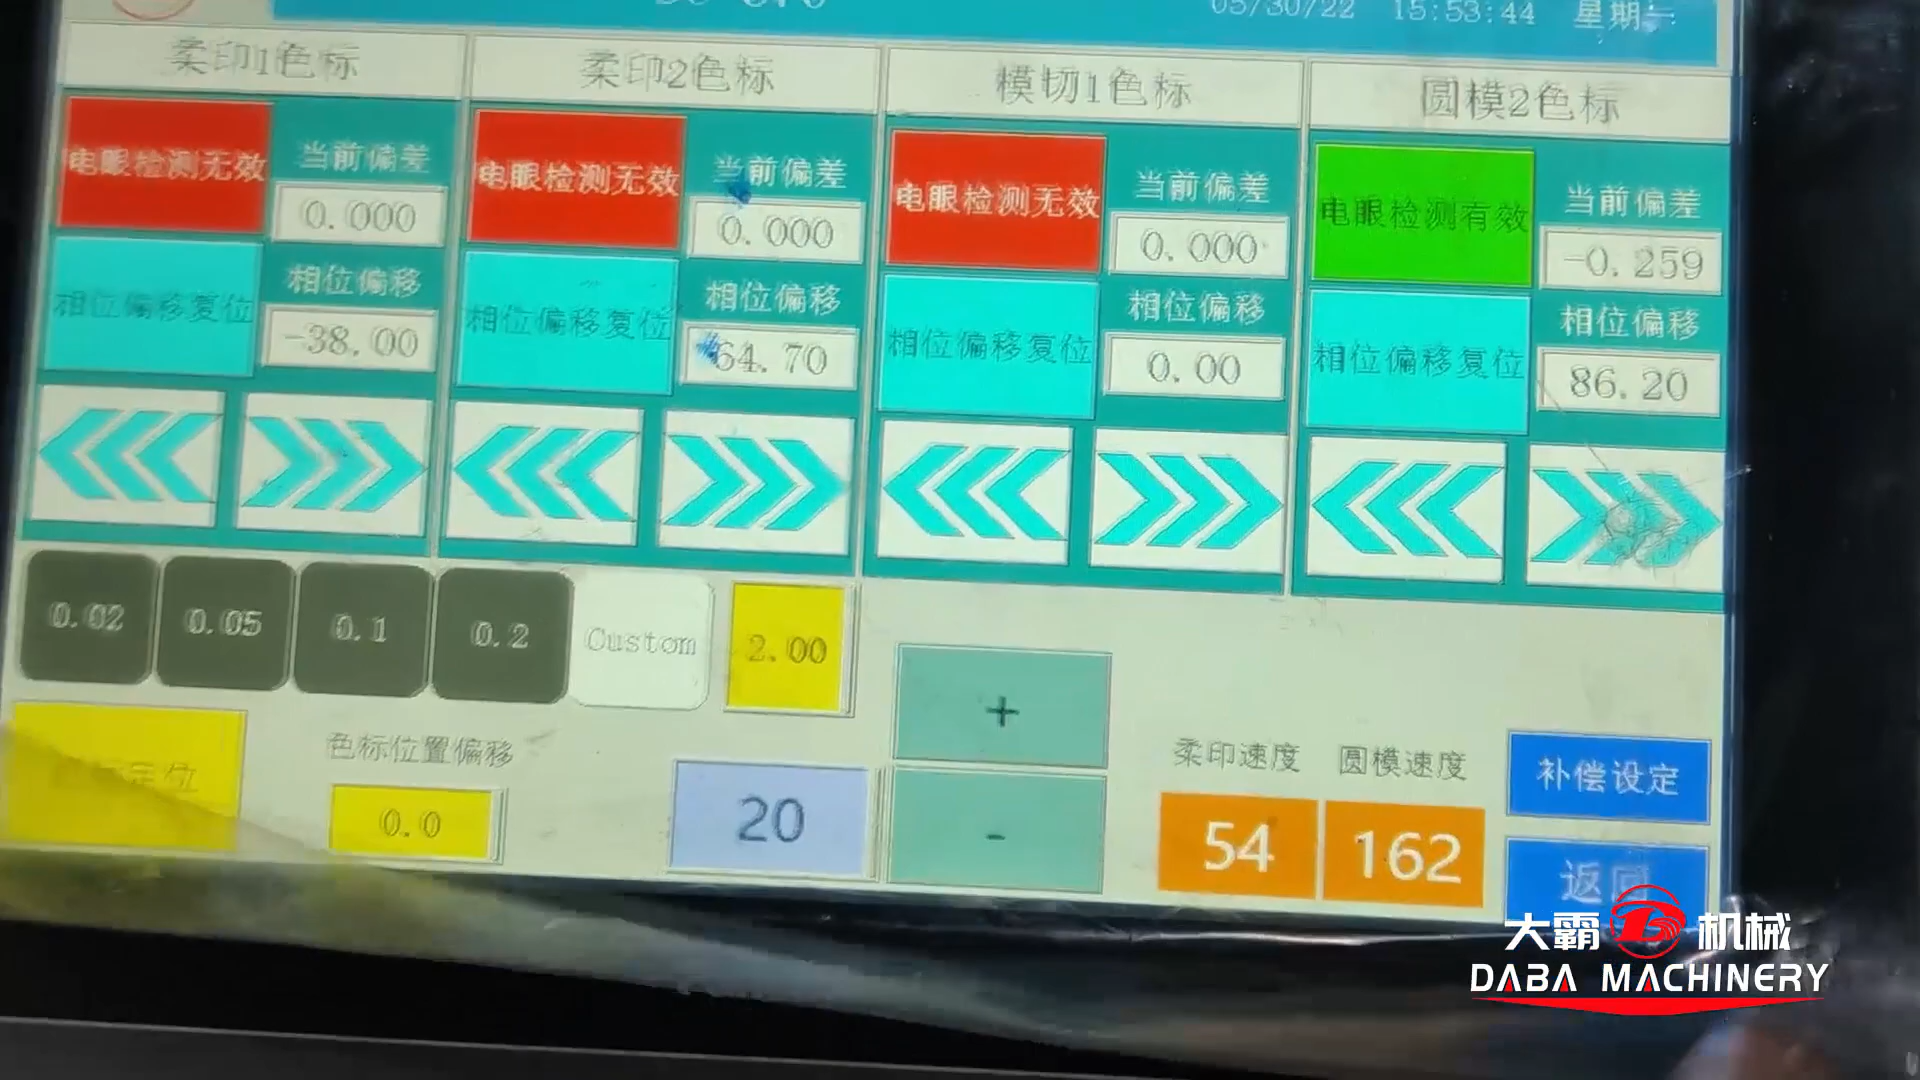 05/30/22 15:53:44 星期一
柔印1色标 柔印2色标 模切1色标 圆模2色标
电眼检测无效 当前偏差 电眼检测无效 当前偏差 电眼检测无效 当前偏差 电眼检测有效 当前偏差
0.000 0.000 0.000 -0.259
相位偏移复位 相位偏移 相位偏移复位 相位偏移 相位偏移复位 相位偏移 相位偏移复位 相位偏移
-38.00 64.70 0.00 86.20
0.02 0.05 0.1 0.2 Custom 2.00
+
定位 色标位置偏移 柔印速度 圆模速度 补偿设定
0.0 20 - 54 162
返回
大霸 机械
DABA MACHINERY